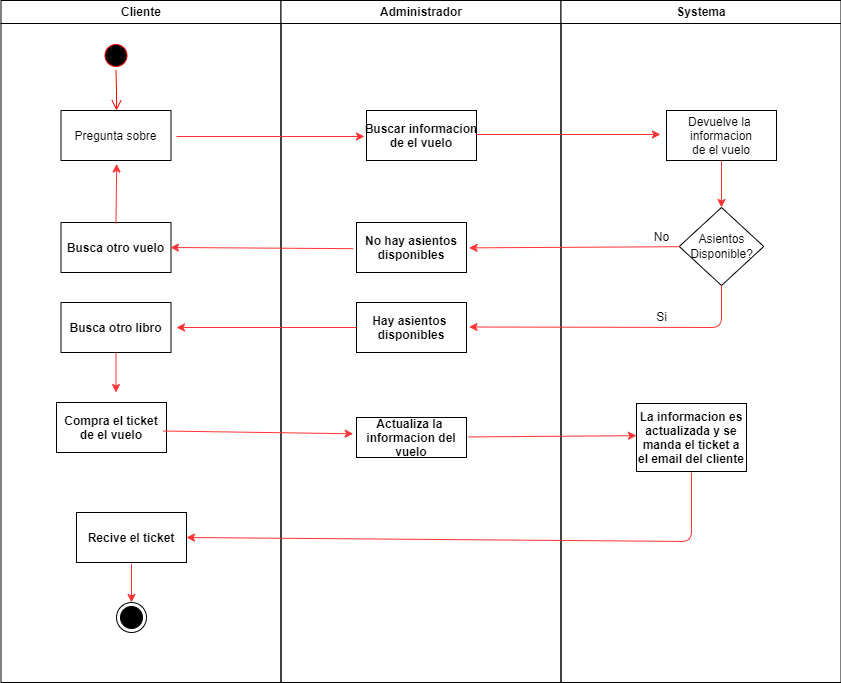 Cliente
Administrador
Systema
Pregunta sobre
Buscar informacion
de el vuelo
Devuelve la
informacion
de el vuelo
Busca otro vuelo
No hay asientos
disponibles
No
Asientos
Disponible?
Busca otro libro
Hay asientos
disponibles
Si
Compra el ticket
de el vuelo
Actualiza la
informacion del
vuelo
La informacion es
actualizada y se
manda el ticket a
el email del cliente
Recive el ticket